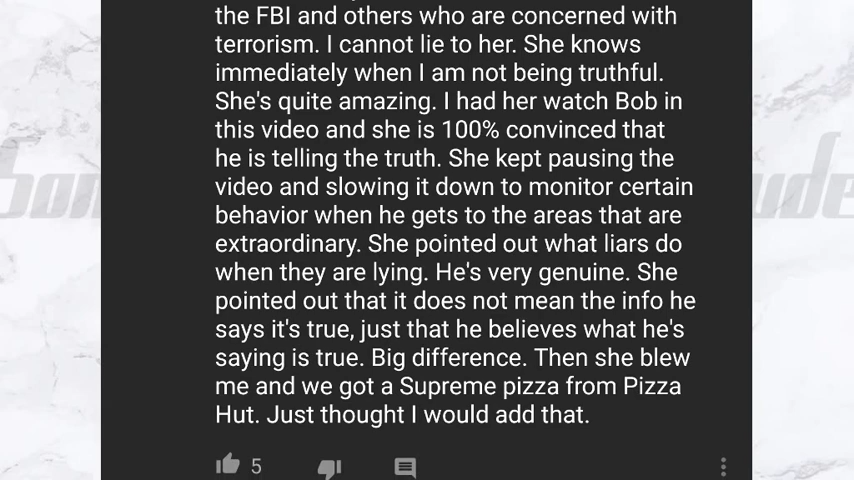 the FBI and others who are concerned with
terrorism. I cannot lie to her. She knows
immediately when I am not being truthful.
She's quite amazing. I had her watch Bob in
this video and she is 100% convinced that
he is telling the truth. She kept pausing the
video and slowing it down to monitor certain
behavior when he gets to the areas that are
extraordinary. She pointed out what liars do
when they are lying. He's very genuine. She
pointed out that it does not mean the info he
says it's true, just that he believes what he's
saying is true. Big difference. Then she blew
me and we got a Supreme pizza from Pizza
Hut. Just thought I would add that.
5